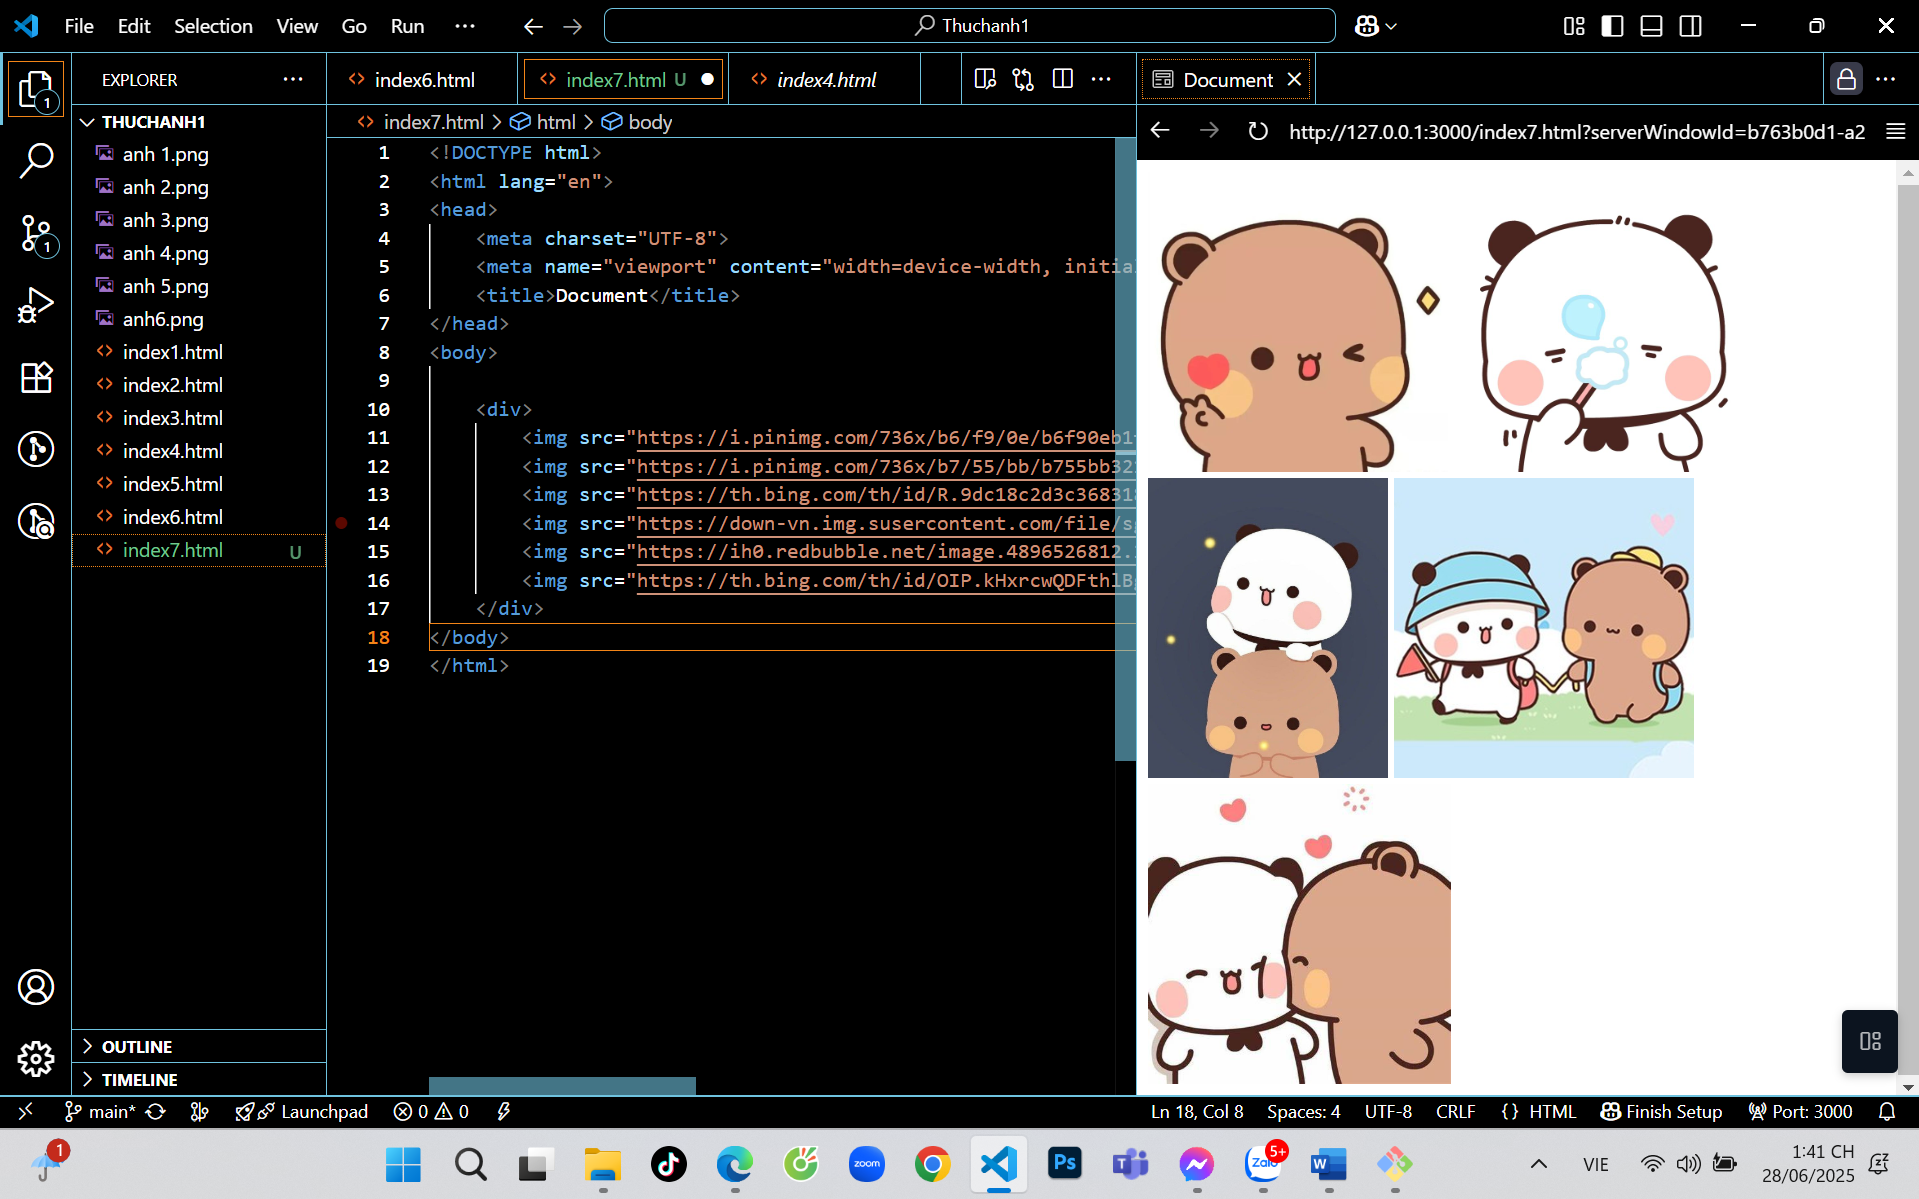 File Edit Selection View Go Run ···
Thuchanh1
EXPLORER
index6.html
index7.html U
index4.html
Document
THUCHANH1
index7.html > html > body
http://127.0.0.1:3000/index7.html?serverWindowId=b763b0d1-a2
anh 1.png
anh 2.png
anh 3.png
anh 4.png
anh 5.png
anh6.png
index1.html
index2.html
index3.html
index4.html
index5.html
index6.html
index7.html U
1 <!DOCTYPE html>
2 <html lang="en">
3 <head>
4 <meta charset="UTF-8">
5 <meta name="viewport" content="width=device-width, initia
6 <title>Document</title>
7 </head>
8 <body>
9
10 <div>
11 <img src="https://i.pinimg.com/736x/b6/f9/0e/b6f90eb1
12 <img src="https://i.pinimg.com/736x/b7/55/bb/b755bb32
13 <img src="https://th.bing.com/th/id/R.9dc18c2d3c368318
14 <img src="https://down-vn.img.susercontent.com/file/s
15 <img src="https://ih0.redbubble.net/image.4896526812.
16 <img src="https://th.bing.com/th/id/OIP.kHxrcwQDFthlB
17 </div>
18 </body>
19 </html>
1
1
OUTLINE
TIMELINE
main* Launchpad 0 0 Ln 18, Col 8 Spaces: 4 UTF-8 CRLF {} HTML Finish Setup Port: 3000
1
zoom
Ps
5+
Zalo
W
VIE
1:41 CH
28/06/2025